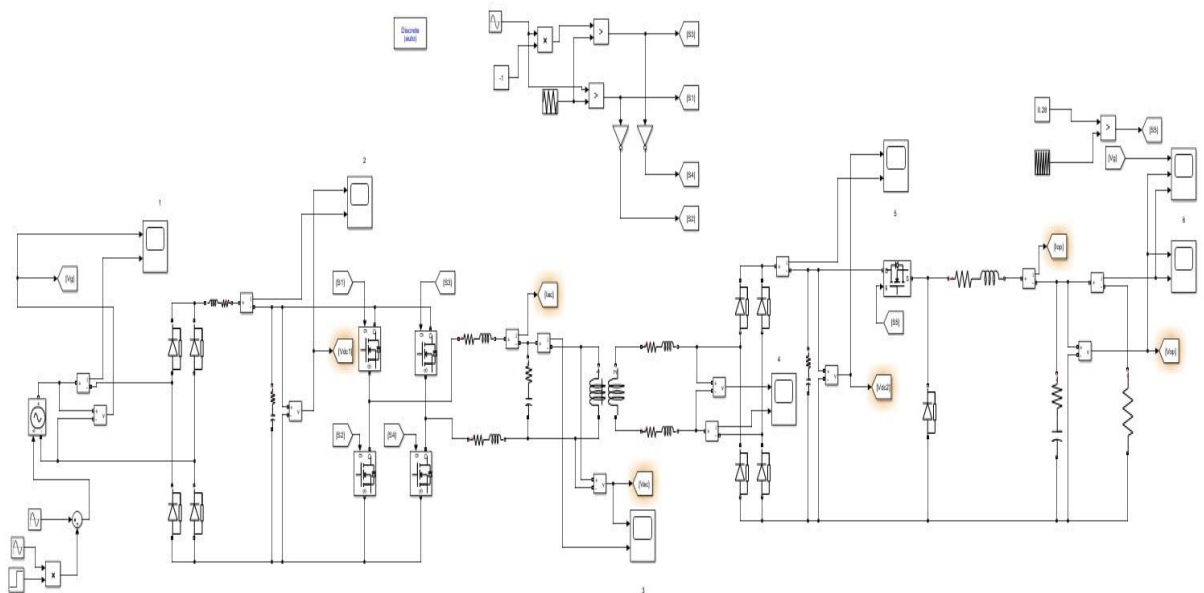 Discrete
(auto)
[S3]
-1
[S1]
[S4]
[S2]
0.28
[S5]
[Vg]
1
2
5
6
[Vg]
[S1]
[S3]
[Iac]
[Iop]
[Vdc1]
[S5]
4
[Vdc2]
[Vop]
[S2]
[S4]
[Vac]
3